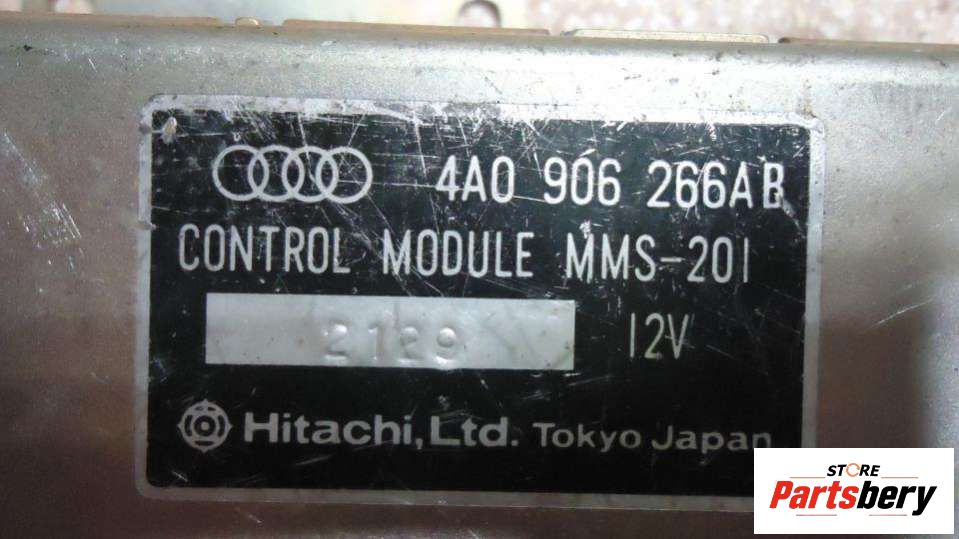 4A0 906 266AB
CONTROL MODULE MMS-201
2129 12V
Hitachi, Ltd. Tokyo Japan
STORE
Partsbery